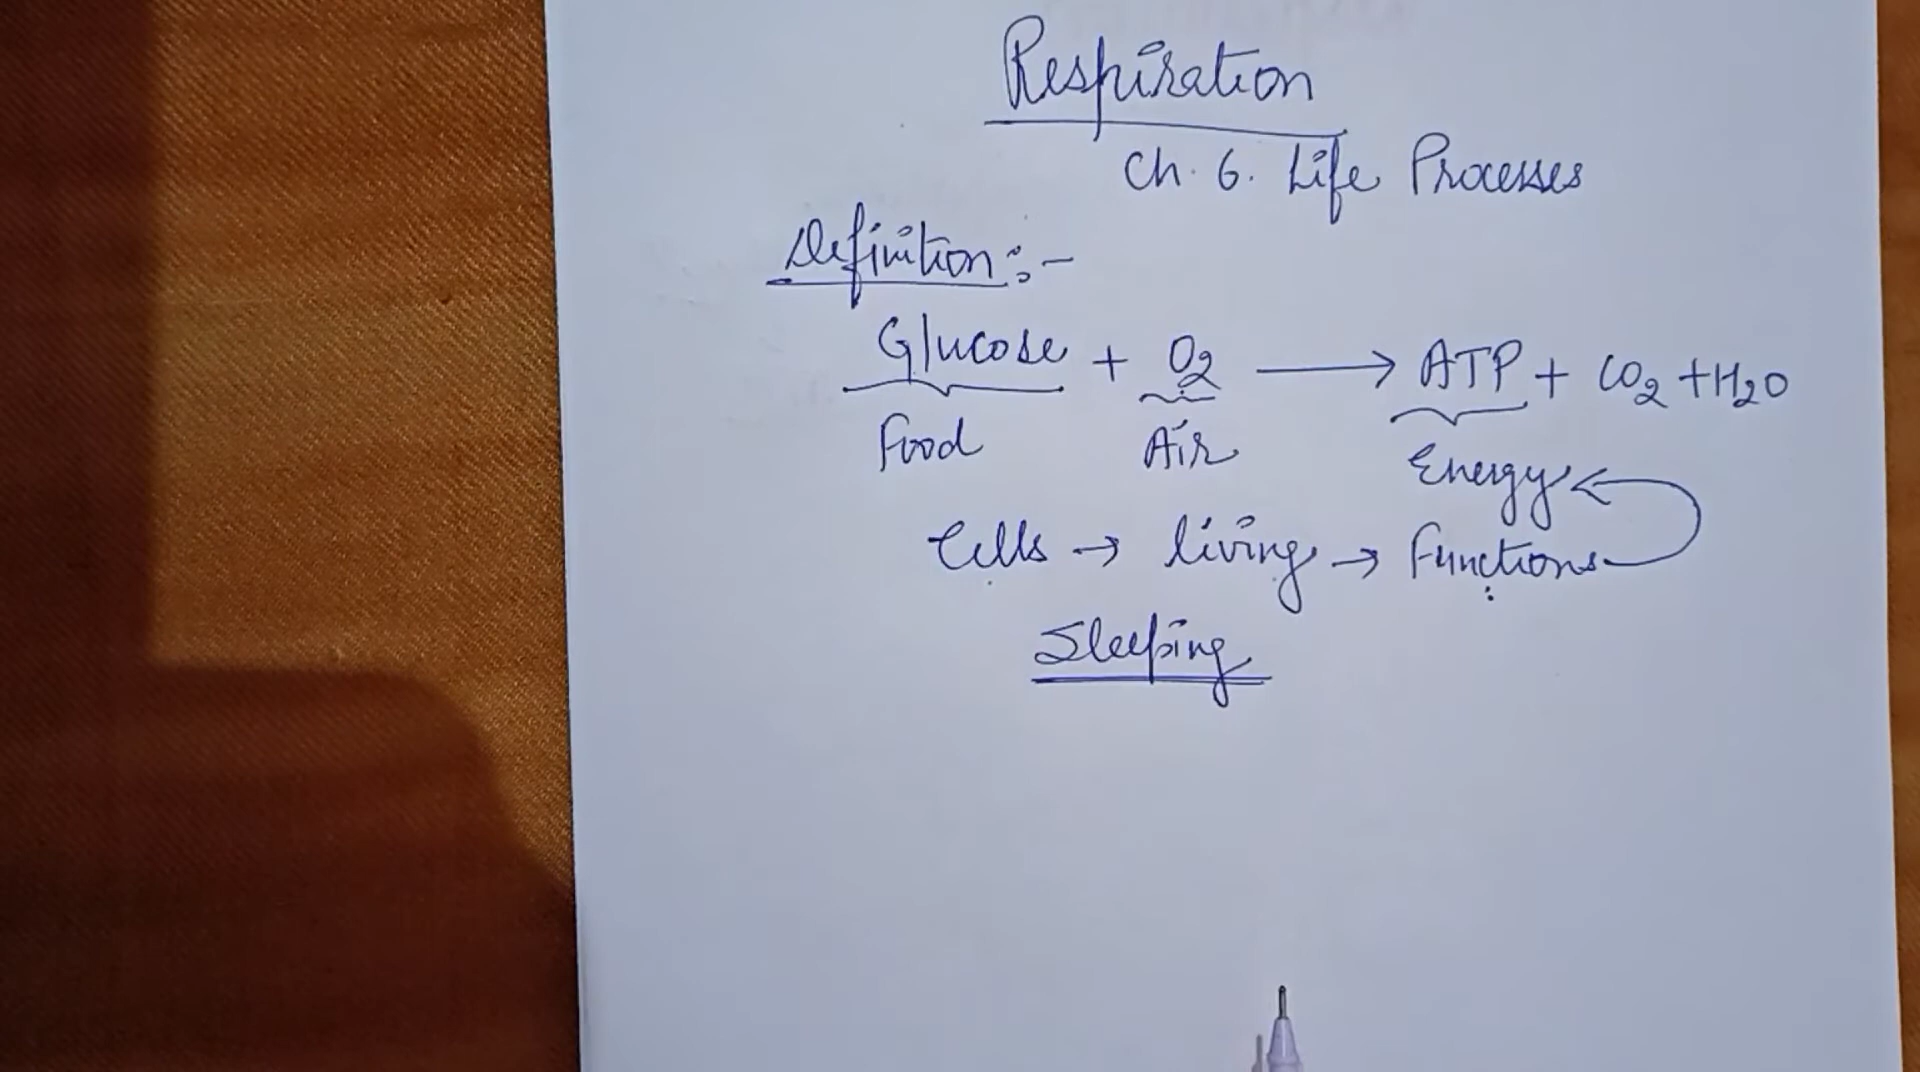 Respiration
Ch. 6. Life Processes
Definition :-
Glucose + O2 → ATP + CO2 + H2O
Food Air Energy
Cells → living → Functions
Sleeping